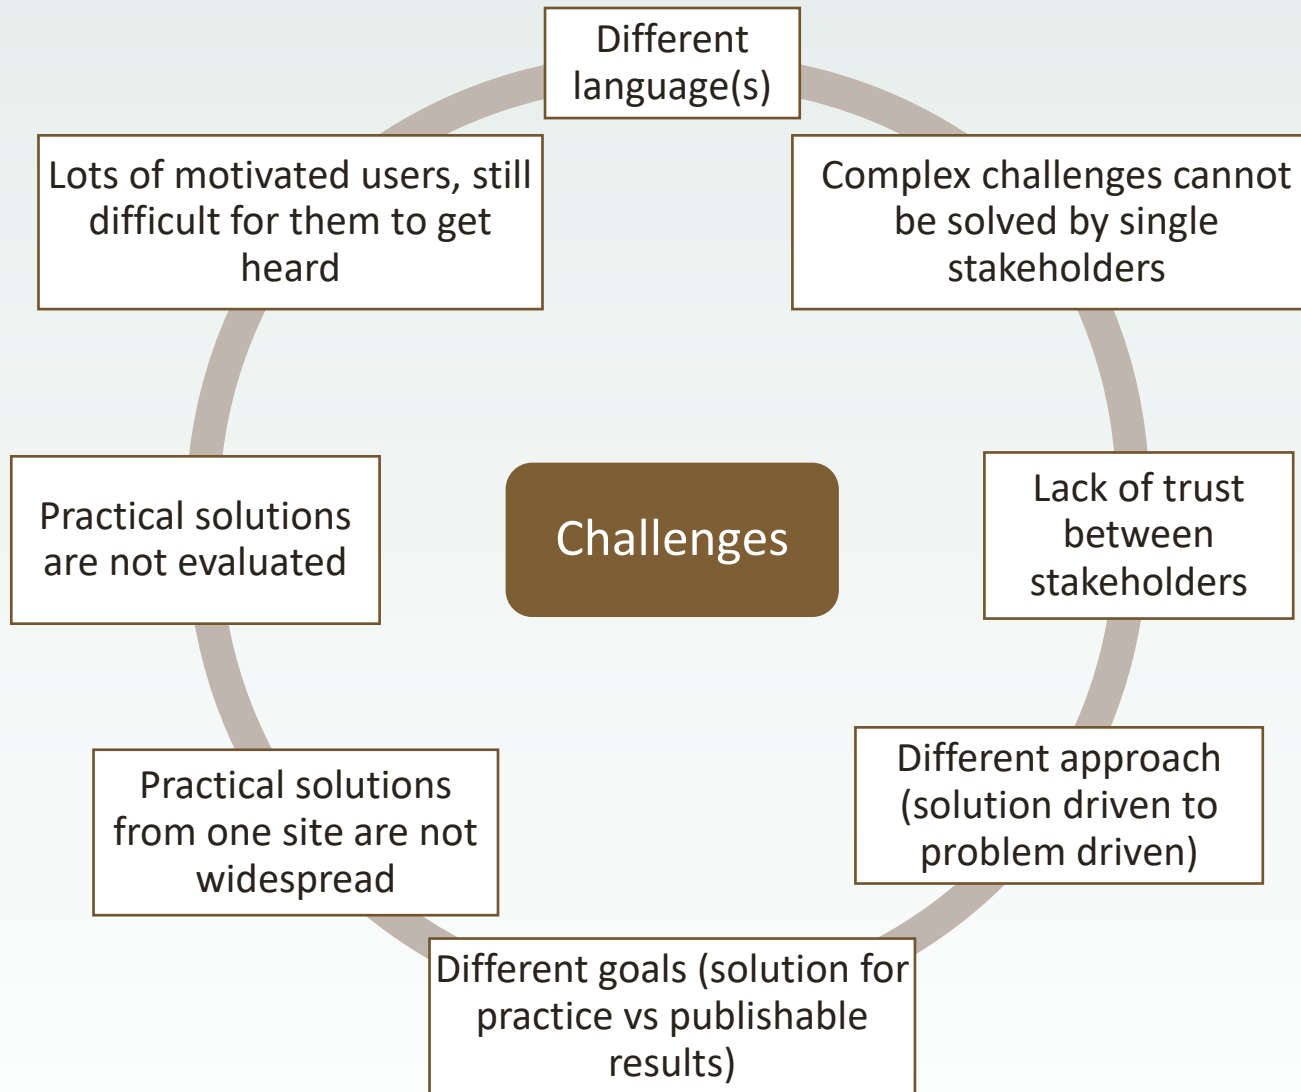 Different
language(s)
Complex challenges cannot
be solved by single
stakeholders
Lack of trust
between
stakeholders
Different approach
(solution driven to
problem driven)
Different goals (solution for
practice vs publishable
results)
Practical solutions
from one site are not
widespread
Practical solutions
are not evaluated
Lots of motivated users, still
difficult for them to get
heard
Challenges